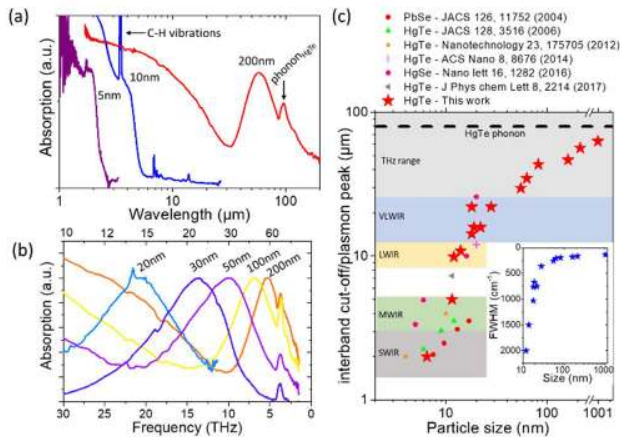 (a)
C-H vibrations
10nm
5nm
200nm
phonon HgTe
Absorption (a.u.)
1 10 100
Wavelength (µm)
(b)
10 12 14 22 30 60
20nm
30nm
50nm
100nm
200nm
Absorption (a.u.)
30 25 20 15 10 5
Frequency (THz)
(c)
PbSe - JACS 126, 11752 (2004)
HgTe - JACS 128, 3516 (2006)
HgTe - Nanotechnology 23, 175705 (2012)
HgTe - ACS Nano 8, 8676 (2014)
HgSe - Nano lett 16, 1282 (2016)
HgTe - J Phys chem Lett 8, 2214 (2017)
HgTe - This work
100
HgTe phonon
THz range
VLWIR
10
LWIR
MWIR
SWIR
1
interband cut-off/plasmon peak (µm)
0
500
1000
1500
2000
FWHM (cm⁻¹)
10 100 1000
Size (nm)
10 100 1001
Particle size (nm)